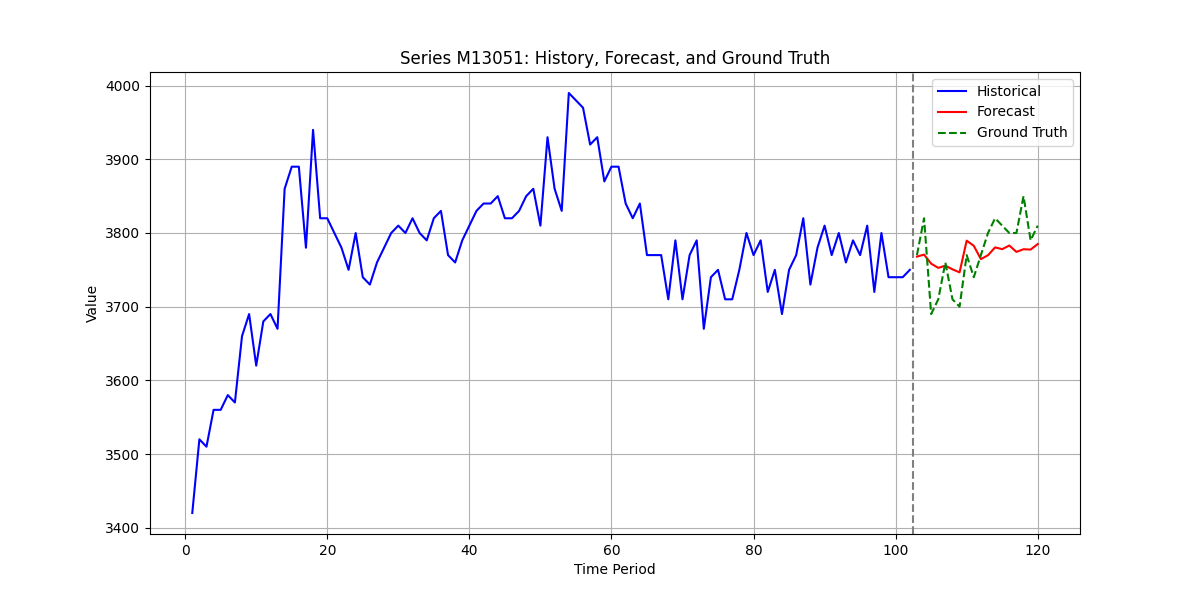 Series M13051: History, Forecast, and Ground Truth
Historical
Forecast
Ground Truth
4000
3900
3800
3700
3600
3500
3400
Value
0 20 40 60 80 100 120
Time Period